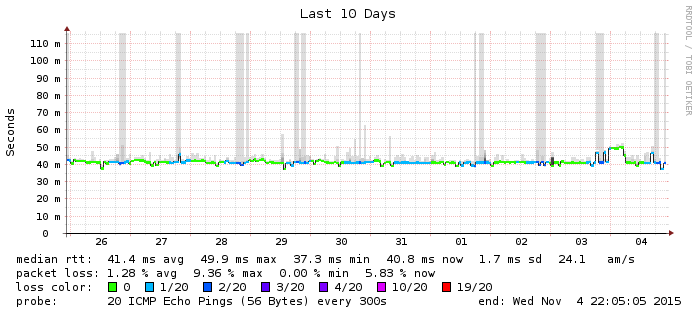 Last 10 Days
RRDTOOL / TOBI OETIKER
Seconds
110 m
100 m
90 m
80 m
70 m
60 m
50 m
40 m
30 m
20 m
10 m
0
26 27 28 29 30 31 01 02 03 04
median rtt: 41.4 ms avg 49.9 ms max 37.3 ms min 40.8 ms now 1.7 ms sd 24.1 am/s
packet loss: 1.28 % avg 9.36 % max 0.00 % min 5.83 % now
loss color: 0 1/20 2/20 3/20 4/20 10/20 19/20
probe: 20 ICMP Echo Pings (56 Bytes) every 300s end: Wed Nov 4 22:05:05 2015